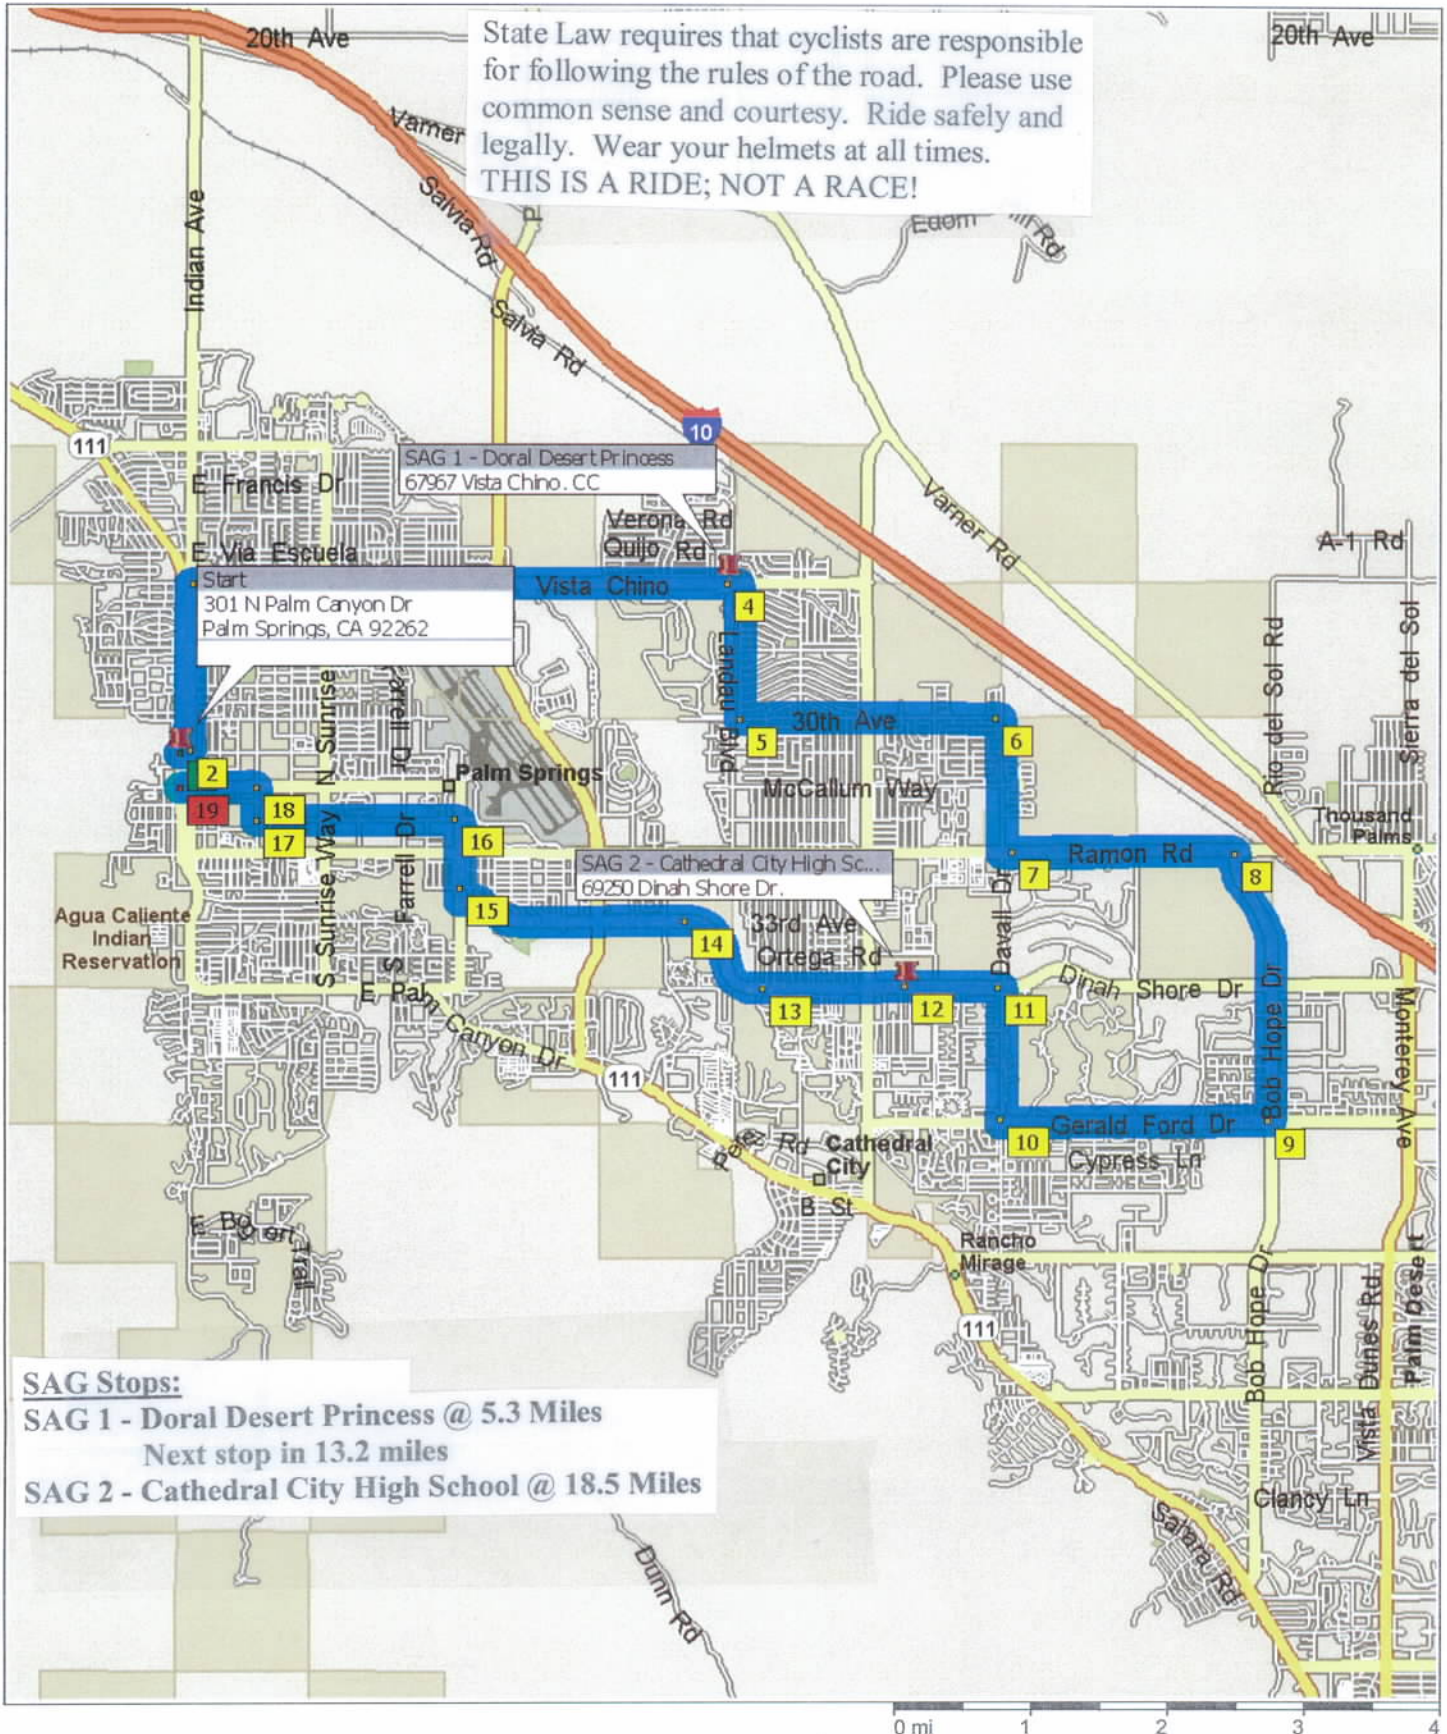 20th Ave
State Law requires that cyclists are responsible
for following the rules of the road. Please use
common sense and courtesy. Ride safely and
legally. Wear your helmets at all times.
THIS IS A RIDE; NOT A RACE!
20th Ave
Varner
Indian Ave
Salvia Rd
Edom
Rd
Salvia Rd
111
10
SAG 1 - Doral Desert Princess
67967 Vista Chino. CC
E Francis Dr
Varner Rd
Verona Rd
Quijo Rd
A-1 Rd
E Via Escuela
Start
301 N Palm Canyon Dr
Palm Springs, CA 92262
Vista Chino
4
Landau Blvd
Rio del Sol Rd
Sierra del Sol
N Sunrise
Farrell Dr
30th Ave
5
6
2
Palm Springs
McCallum Way
19
18
17
16
Thousand
Palms
S Sunrise Way
S Farrell Dr
SAG 2 - Cathedral City High Sc...
69250 Dinah Shore Dr.
Ramon Rd
7
8
Davall Dr
15
Agua Caliente
Indian
Reservation
14
33rd Ave
Ortega Rd
E Palm Canyon Dr
13
12
11
Dinah Shore Dr
Bob Hope Dr
Monterey Ave
111
Perez Rd
Cathedral
City
10
Gerald Ford Dr
9
Cypress Ln
B St
E Bo
ort Trail
Rancho
Mirage
111
Bob Hope Dr
Vista Dunes Rd
Palm Desert
SAG Stops:
SAG 1 - Doral Desert Princess @ 5.3 Miles
Next stop in 13.2 miles
SAG 2 - Cathedral City High School @ 18.5 Miles
Clancy Ln
Sahara Rd
Dunn Rd
0 mi 1 2 3 4